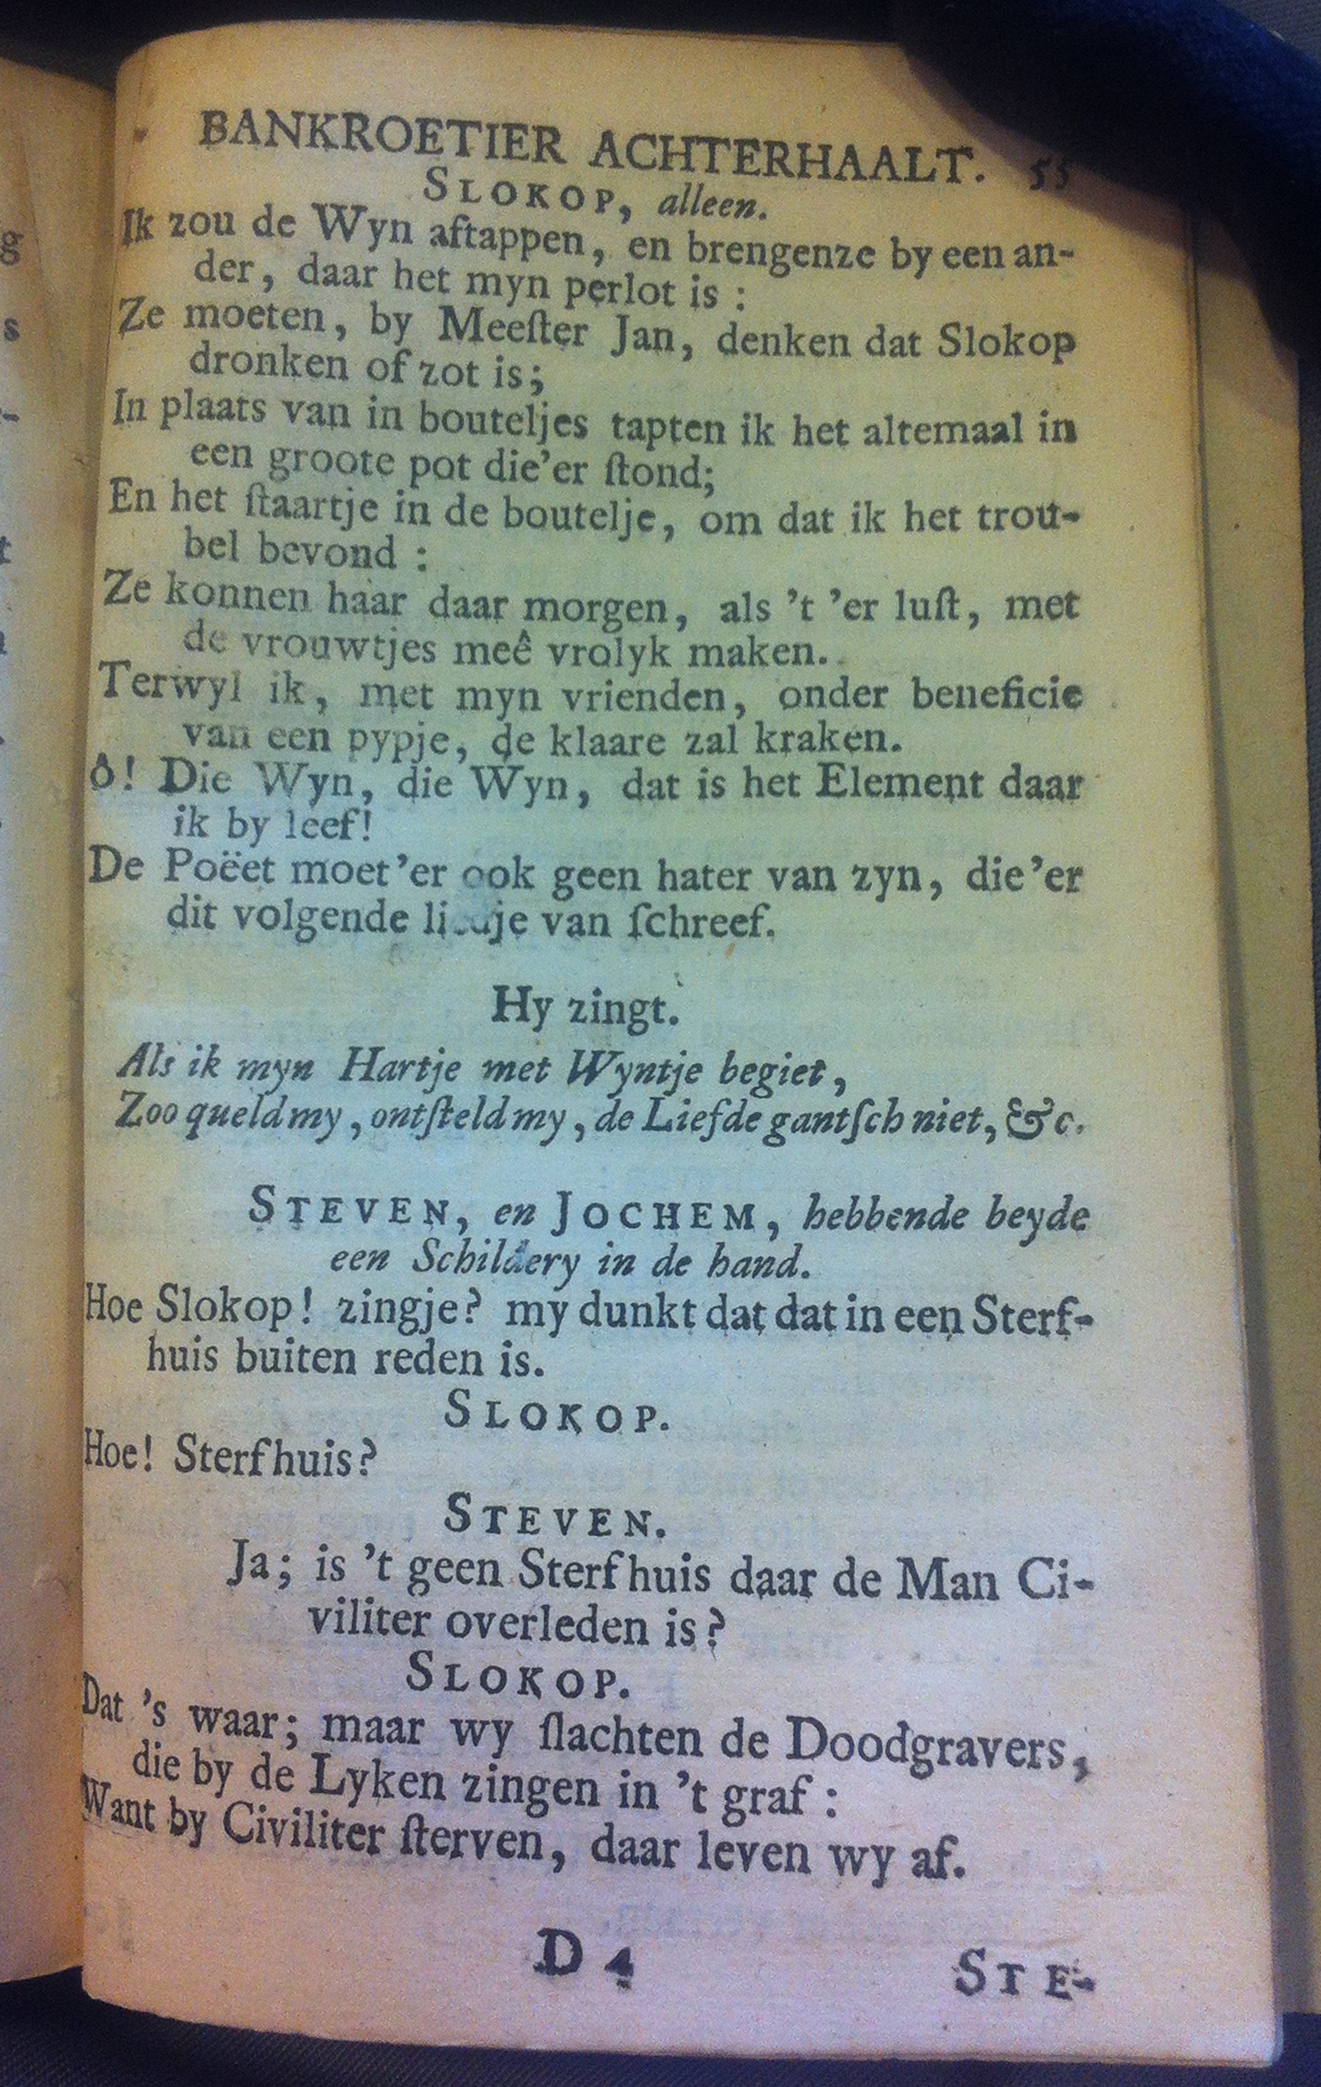 BANKROETIER ACHTERHAALT. 55
SLOKOP, alleen.
Ik zou de Wyn aftappen, en brengenze by een an-
der, daar het myn perlot is :
Ze moeten, by Meeſter Jan, denken dat Slokop
dronken of zot is;
In plaats van in bouteljes tapten ik het altemaal in
een groote pot die'er ſtond;
En het ſtaartje in de boutelje, om dat ik het trou-
bel bevond :
Ze konnen haar daar morgen, als 't 'er luſt, met
de vrouwtjes meê vrolyk maken.
Terwyl ik, met myn vrienden, onder beneficie
van een pypje, de klaare zal kraken.
ô! Die Wyn, die Wyn, dat is het Element daar
ik by leef!
De Poëet moet'er ook geen hater van zyn, die'er
dit volgende van ſchreef.
Hy zingt.
Als ik myn Hartje met Wyntje begiet,
Zoo queld my, ontſteld my, de Liefde gantſch niet, &c.
STEVEN, en JOCHEM, hebbende beyde
een Schildery in de hand.
Hoe Slokop! zingje? my dunkt dat dat in een Sterf-
huis buiten reden is.
SLOKOP.
Hoe! Sterfhuis?
STEVEN.
Ja; is 't geen Sterfhuis daar de Man Ci-
viliter overleden is?
SLOKOP.
Dat 's waar; maar wy ſlachten de Doodgravers,
die by de Lyken zingen in 't graf :
Want by Civiliter ſterven, daar leven wy af.
D 4
STE-